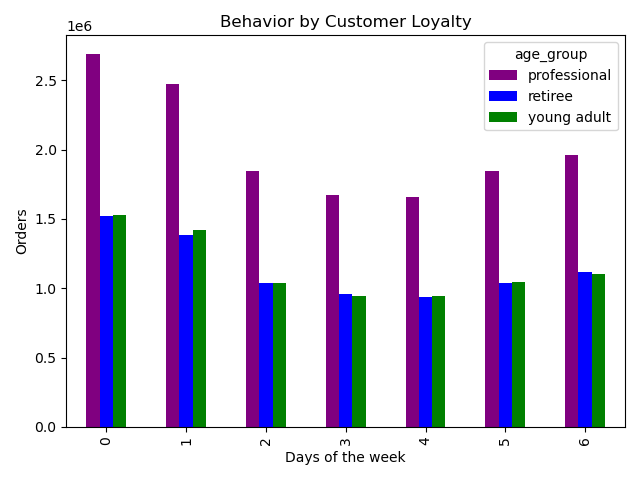 Behavior by Customer Loyalty
1e6
age_group
professional
retiree
young adult
Orders
2.5
2.0
1.5
1.0
0.5
0.0
0 1 2 3 4 5 6
Days of the week